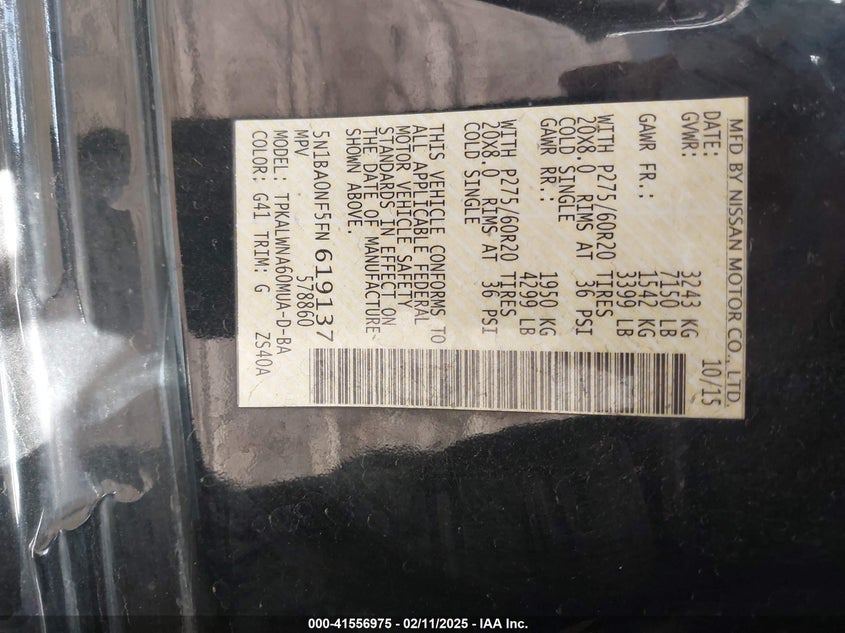 MFD BY NISSAN MOTOR CO., LTD.
DATE: 10/15
GVWR: 3243 KG
7150 LB
GAWR FR.: 1542 KG
3399 LB
WITH P275/60R20 TIRES
20X8.0 RIMS AT 36 PSI
COLD SINGLE
GAWR RR.: 1950 KG
4299 LB
WITH P275/60R20 TIRES
20X8.0 RIMS AT 36 PSI
COLD SINGLE
THIS VEHICLE CONFORMS TO
ALL APPLICABLE FEDERAL
MOTOR VEHICLE SAFETY
STANDARDS IN EFFECT ON
THE DATE OF MANUFACTURE
SHOWN ABOVE
5N1BA0NF5FN619137
MPV 578860
MODEL: TPKALWNA60MUA-D-BA
COLOR: G41 TRIM: G ZS40A
000-41556975 - 02/11/2025 - IAA Inc.